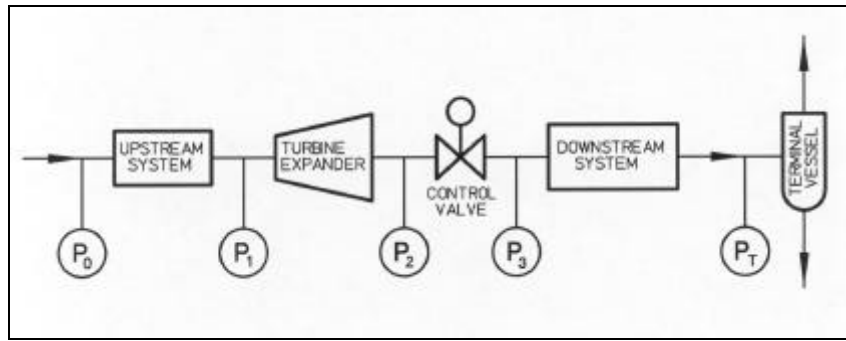 UPSTREAM
SYSTEM
TURBINE
EXPANDER
CONTROL
VALVE
DOWNSTREAM
SYSTEM
TERMINAL
VESSEL
P0
P1
P2
P3
PT